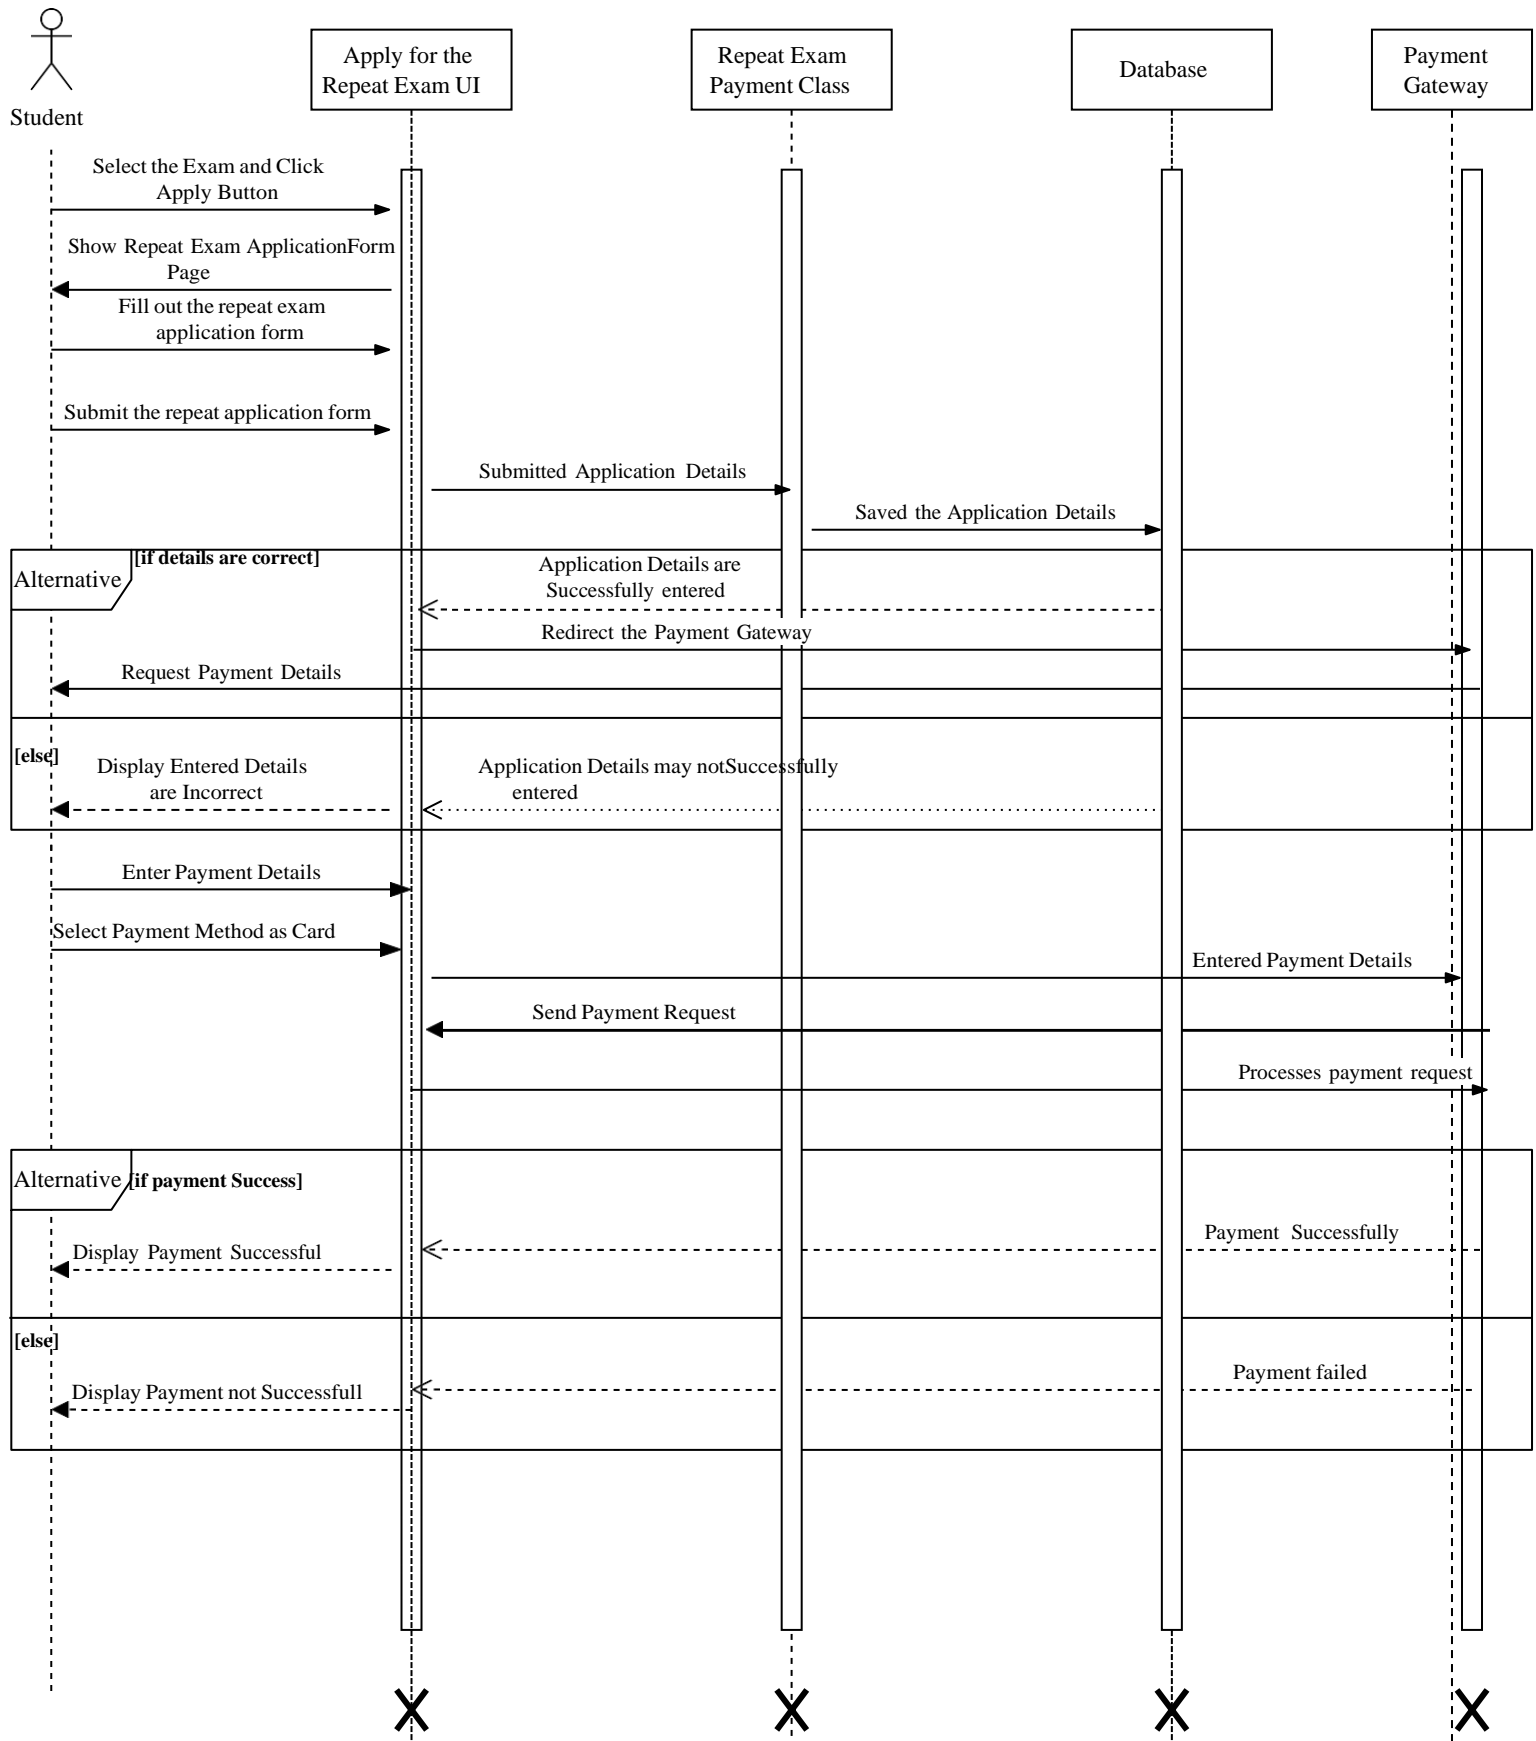 Student
Apply for the
Repeat Exam UI
Repeat Exam
Payment Class
Database
Payment
Gateway
Select the Exam and Click
Apply Button
Show Repeat Exam ApplicationForm
Page
Fill out the repeat exam
application form
Submit the repeat application form
Submitted Application Details
Saved the Application Details
Alternative
[if details are correct]
Application Details are
Successfully entered
Redirect the Payment Gateway
Request Payment Details
[else]
Display Entered Details
are Incorrect
Application Details may notSuccessfully
entered
Enter Payment Details
Select Payment Method as Card
Entered Payment Details
Send Payment Request
Processes payment request
Alternative
[if payment Success]
Payment Successfully
Display Payment Successful
[else]
Payment failed
Display Payment not Successfull